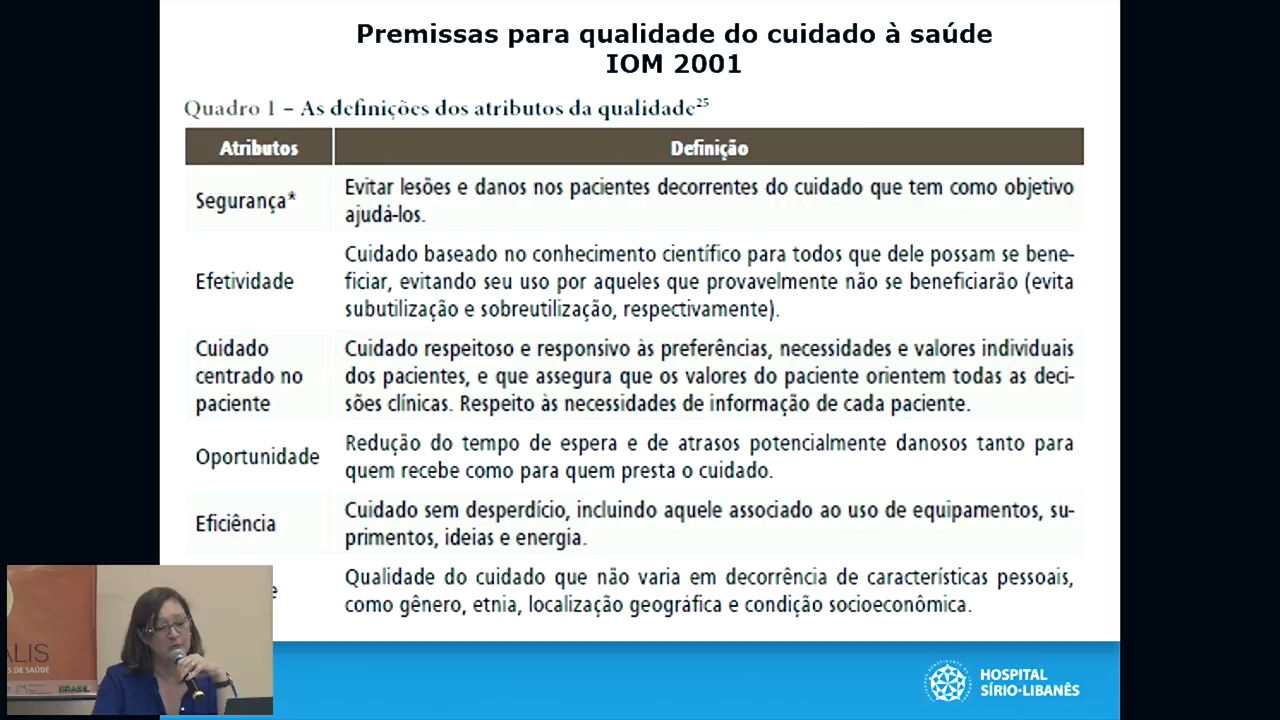 Premissas para qualidade do cuidado à saúde
IOM 2001
Quadro 1 – As definições dos atributos da qualidade²⁵
Atributos
Definição
Segurança*
Evitar lesões e danos nos pacientes decorrentes do cuidado que tem como objetivo
ajudá-los.
Efetividade
Cuidado baseado no conhecimento científico para todos que dele possam se bene-
ficiar, evitando seu uso por aqueles que provavelmente não se beneficiarão (evita
subutilização e sobreutilização, respectivamente).
Cuidado
centrado no
paciente
Cuidado respeitoso e responsivo às preferências, necessidades e valores individuais
dos pacientes, e que assegura que os valores do paciente orientem todas as deci-
sões clínicas. Respeito às necessidades de informação de cada paciente.
Oportunidade
Redução do tempo de espera e de atrasos potencialmente danosos tanto para
quem recebe como para quem presta o cuidado.
Eficiência
Cuidado sem desperdício, incluindo aquele associado ao uso de equipamentos, su-
primentos, ideias e energia.
Qualidade do cuidado que não varia em decorrência de características pessoais,
como gênero, etnia, localização geográfica e condição socioeconômica.
ALIS
S DE SAÚDE
BRASIL
HOSPITAL
SÍRIO-LIBANÊS